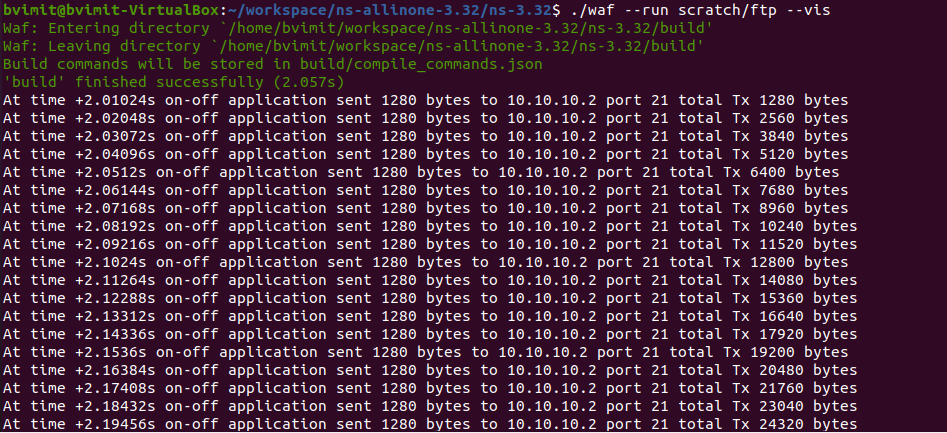 bvimit@bvimit-VirtualBox:~/workspace/ns-allinone-3.32/ns-3.32$ ./waf --run scratch/ftp --vis
Waf: Entering directory `/home/bvimit/workspace/ns-allinone-3.32/ns-3.32/build'
Waf: Leaving directory `/home/bvimit/workspace/ns-allinone-3.32/ns-3.32/build'
Build commands will be stored in build/compile_commands.json
'build' finished successfully (2.057s)
At time +2.01024s on-off application sent 1280 bytes to 10.10.10.2 port 21 total Tx 1280 bytes
At time +2.02048s on-off application sent 1280 bytes to 10.10.10.2 port 21 total Tx 2560 bytes
At time +2.03072s on-off application sent 1280 bytes to 10.10.10.2 port 21 total Tx 3840 bytes
At time +2.04096s on-off application sent 1280 bytes to 10.10.10.2 port 21 total Tx 5120 bytes
At time +2.0512s on-off application sent 1280 bytes to 10.10.10.2 port 21 total Tx 6400 bytes
At time +2.06144s on-off application sent 1280 bytes to 10.10.10.2 port 21 total Tx 7680 bytes
At time +2.07168s on-off application sent 1280 bytes to 10.10.10.2 port 21 total Tx 8960 bytes
At time +2.08192s on-off application sent 1280 bytes to 10.10.10.2 port 21 total Tx 10240 bytes
At time +2.09216s on-off application sent 1280 bytes to 10.10.10.2 port 21 total Tx 11520 bytes
At time +2.1024s on-off application sent 1280 bytes to 10.10.10.2 port 21 total Tx 12800 bytes
At time +2.11264s on-off application sent 1280 bytes to 10.10.10.2 port 21 total Tx 14080 bytes
At time +2.12288s on-off application sent 1280 bytes to 10.10.10.2 port 21 total Tx 15360 bytes
At time +2.13312s on-off application sent 1280 bytes to 10.10.10.2 port 21 total Tx 16640 bytes
At time +2.14336s on-off application sent 1280 bytes to 10.10.10.2 port 21 total Tx 17920 bytes
At time +2.1536s on-off application sent 1280 bytes to 10.10.10.2 port 21 total Tx 19200 bytes
At time +2.16384s on-off application sent 1280 bytes to 10.10.10.2 port 21 total Tx 20480 bytes
At time +2.17408s on-off application sent 1280 bytes to 10.10.10.2 port 21 total Tx 21760 bytes
At time +2.18432s on-off application sent 1280 bytes to 10.10.10.2 port 21 total Tx 23040 bytes
At time +2.19456s on-off application sent 1280 bytes to 10.10.10.2 port 21 total Tx 24320 bytes